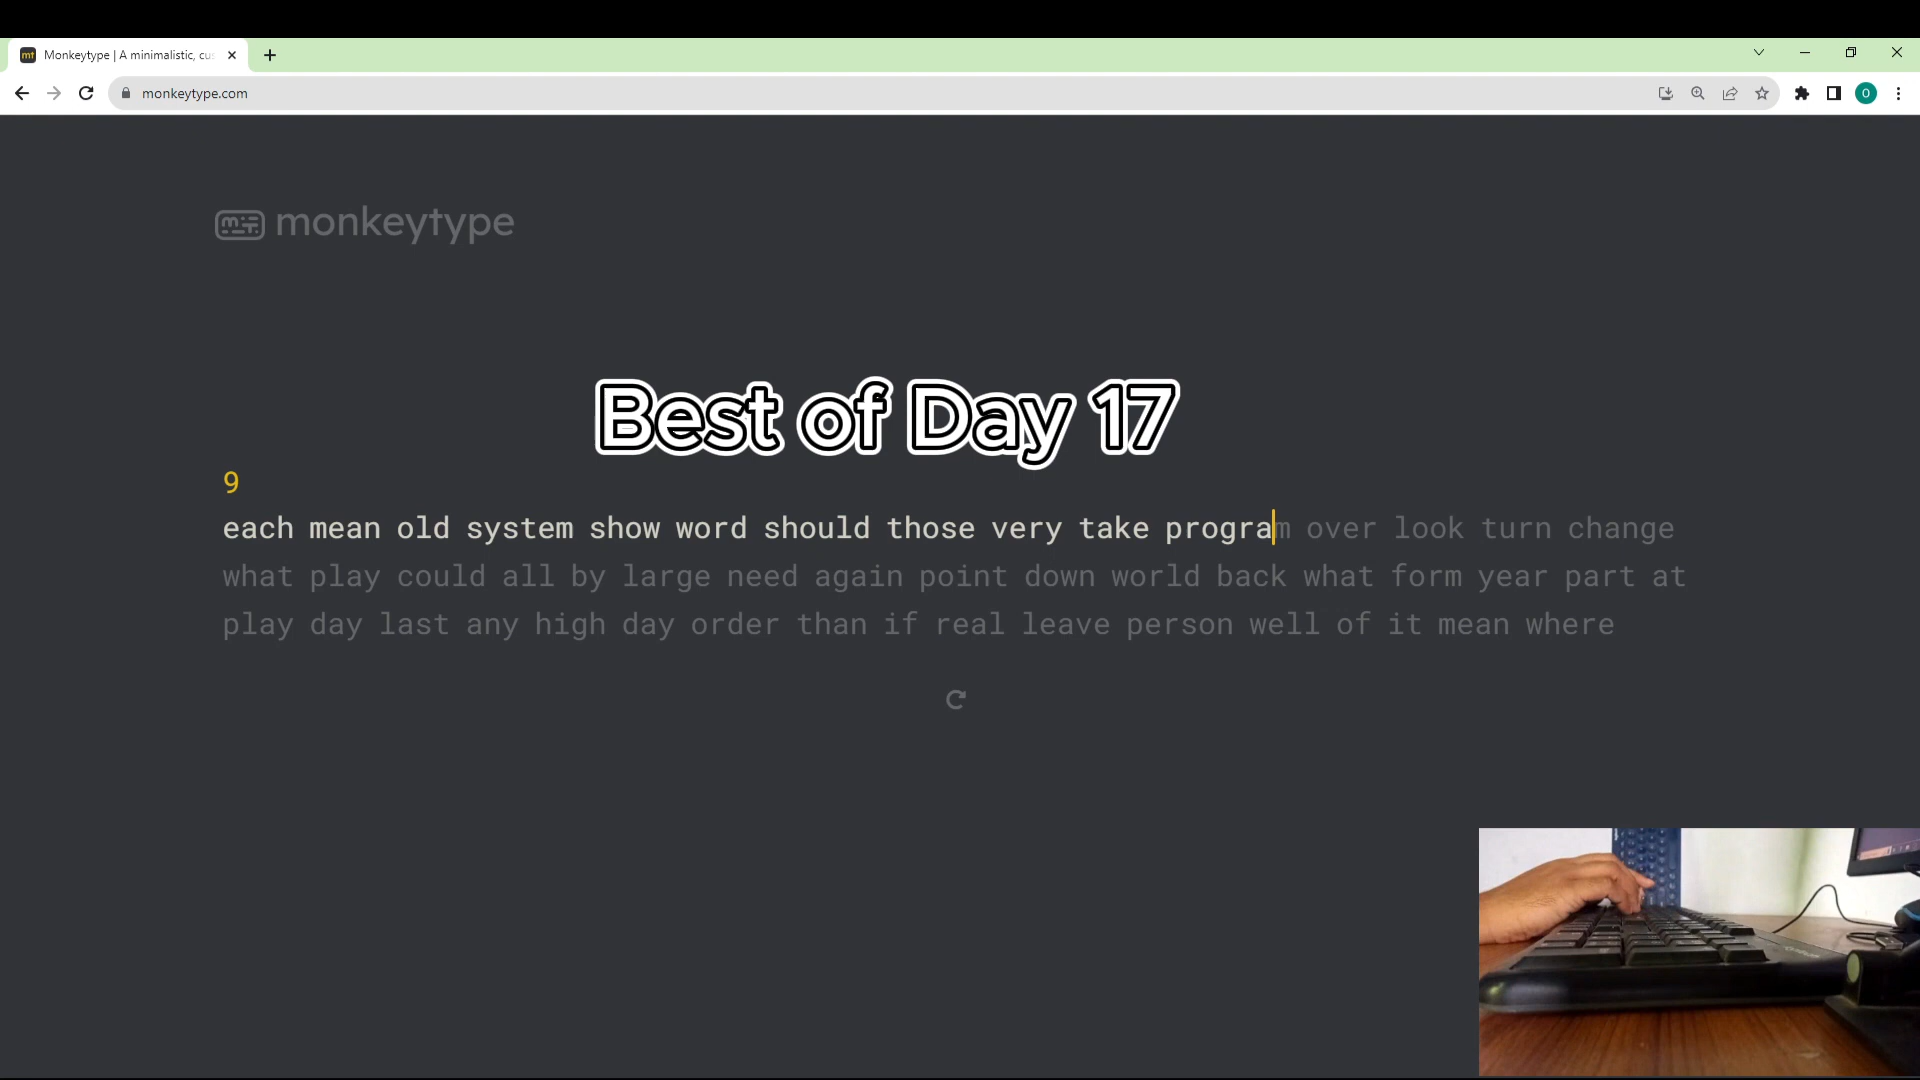 Monkeytype | A minimalistic, cus
monkeytype.com
O
monkeytype
Best of Day 17
9
each mean old system show word should those very take program over look turn change
what play could all by large need again point down world back what form year part at
play day last any high day order than if real leave person well of it mean where